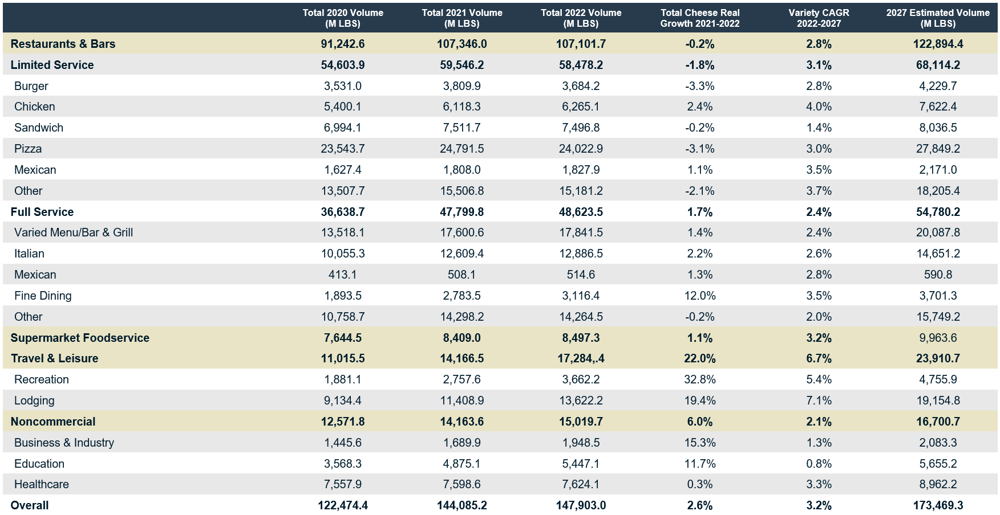 Total 2020 Volume (M LBS) Total 2021 Volume (M LBS) Total 2022 Volume (M LBS) Total Cheese Real Growth 2021-2022 Variety CAGR 2022-2027 2027 Estimated Volume (M LBS)
Restaurants & Bars 91,242.6 107,346.0 107,101.7 -0.2% 2.8% 122,894.4
Limited Service 54,603.9 59,546.2 58,478.2 -1.8% 3.1% 68,114.2
Burger 3,531.0 3,809.9 3,684.2 -3.3% 2.8% 4,229.7
Chicken 5,400.1 6,118.3 6,265.1 2.4% 4.0% 7,622.4
Sandwich 6,994.1 7,511.7 7,496.8 -0.2% 1.4% 8,036.5
Pizza 23,543.7 24,791.5 24,022.9 -3.1% 3.0% 27,849.2
Mexican 1,627.4 1,808.0 1,827.9 1.1% 3.5% 2,171.0
Other 13,507.7 15,506.8 15,181.2 -2.1% 3.7% 18,205.4
Full Service 36,638.7 47,799.8 48,623.5 1.7% 2.4% 54,780.2
Varied Menu/Bar & Grill 13,518.1 17,600.6 17,841.5 1.4% 2.4% 20,087.8
Italian 10,055.3 12,609.4 12,886.5 2.2% 2.6% 14,651.2
Mexican 413.1 508.1 514.6 1.3% 2.8% 590.8
Fine Dining 1,893.5 2,783.5 3,116.4 12.0% 3.5% 3,701.3
Other 10,758.7 14,298.2 14,264.5 -0.2% 2.0% 15,749.2
Supermarket Foodservice 7,644.5 8,409.0 8,497.3 1.1% 3.2% 9,963.6
Travel & Leisure 11,015.5 14,166.5 17,284,.4 22.0% 6.7% 23,910.7
Recreation 1,881.1 2,757.6 3,662.2 32.8% 5.4% 4,755.9
Lodging 9,134.4 11,408.9 13,622.2 19.4% 7.1% 19,154.8
Noncommercial 12,571.8 14,163.6 15,019.7 6.0% 2.1% 16,700.7
Business & Industry 1,445.6 1,689.9 1,948.5 15.3% 1.3% 2,083.3
Education 3,568.3 4,875.1 5,447.1 11.7% 0.8% 5,655.2
Healthcare 7,557.9 7,598.6 7,624.1 0.3% 3.3% 8,962.2
Overall 122,474.4 144,085.2 147,903.0 2.6% 3.2% 173,469.3